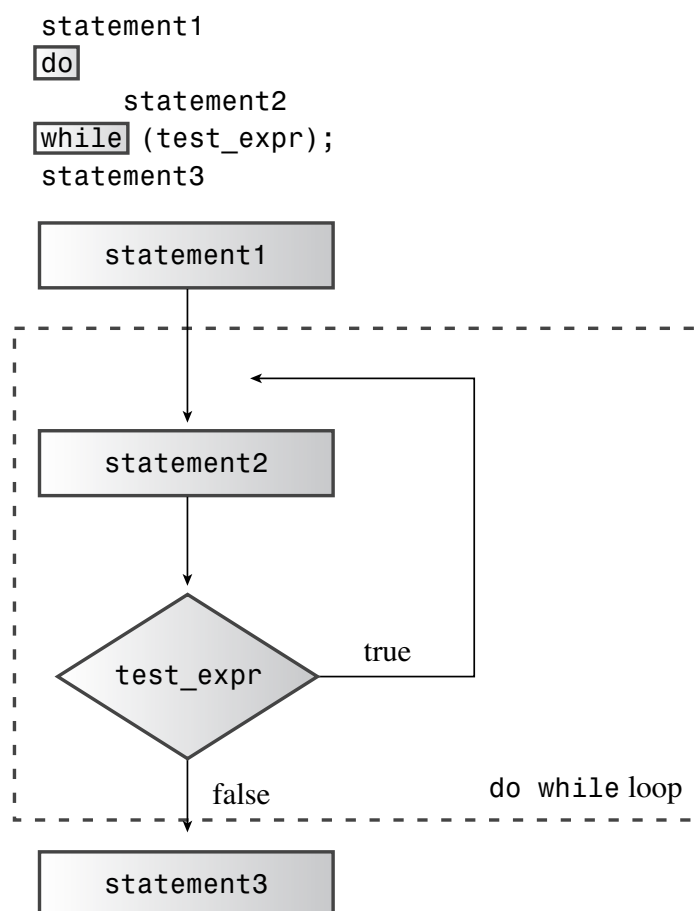 statement1
do
statement2
while (test_expr);
statement3
statement1
statement2
test_expr
true
false
do while loop
statement3